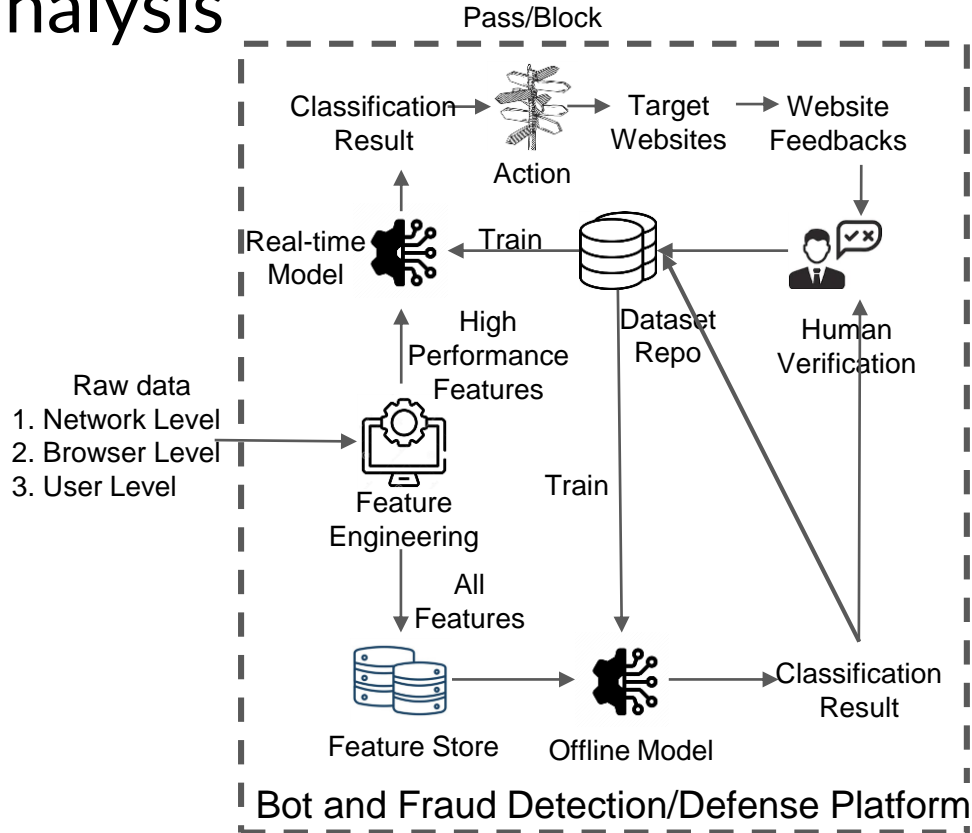 nalysis
Pass/Block
Classification
Result
Action
Target
Websites
Website
Feedbacks
Real-time
Model
Train
Dataset
Repo
Human
Verification
High
Performance
Features
Raw data
1. Network Level
2. Browser Level
3. User Level
Feature
Engineering
Train
All
Features
Feature Store
Offline Model
Classification
Result
Bot and Fraud Detection/Defense Platform